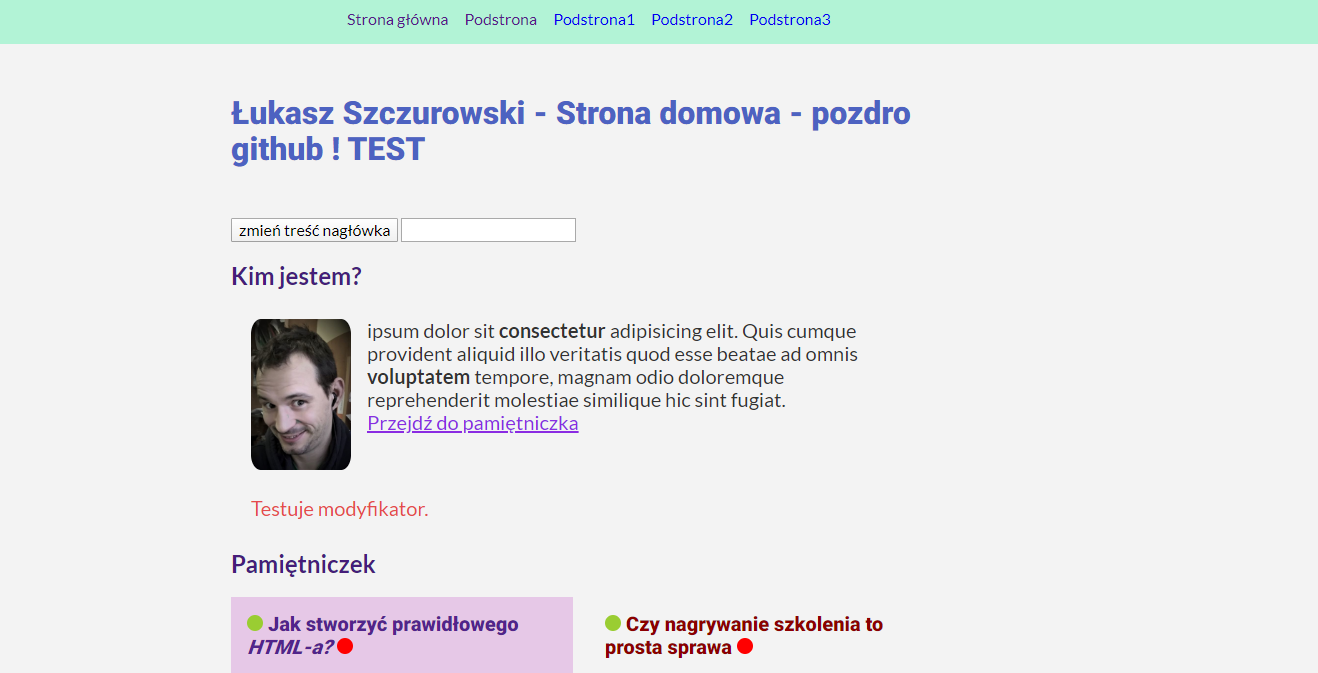 Strona główna Podstrona Podstrona1 Podstrona2 Podstrona3
Łukasz Szczurowski - Strona domowa - pozdro
github ! TEST
zmień treść nagłówka
Kim jestem?
ipsum dolor sit consectetur adipisicing elit. Quis cumque
provident aliquid illo veritatis quod esse beatae ad omnis
voluptatem tempore, magnam odio doloremque
reprehenderit molestiae similique hic sint fugiat.
Przejdź do pamiętniczka
Testuje modyfikator.
Pamiętniczek
Jak stworzyć prawidłowego
HTML-a?
Czy nagrywanie szkolenia to
prosta sprawa